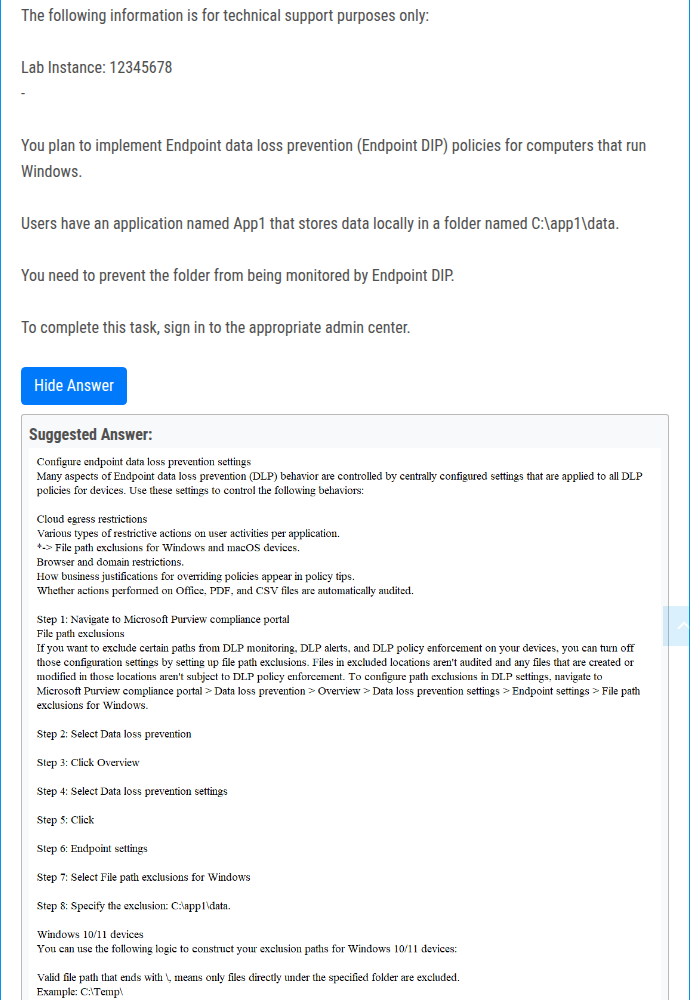 The following information is for technical support purposes only:
Lab Instance: 12345678
-
You plan to implement Endpoint data loss prevention (Endpoint DIP) policies for computers that run
Windows.
Users have an application named App1 that stores data locally in a folder named C:\app1\data.
You need to prevent the folder from being monitored by Endpoint DIP.
To complete this task, sign in to the appropriate admin center.
Hide Answer
Suggested Answer:
Configure endpoint data loss prevention settings
Many aspects of Endpoint data loss prevention (DLP) behavior are controlled by centrally configured settings that are applied to all DLP
policies for devices. Use these settings to control the following behaviors:
Cloud egress restrictions
Various types of restrictive actions on user activities per application.
*-> File path exclusions for Windows and macOS devices.
Browser and domain restrictions.
How business justifications for overriding policies appear in policy tips.
Whether actions performed on Office, PDF, and CSV files are automatically audited.
Step 1: Navigate to Microsoft Purview compliance portal
File path exclusions
If you want to exclude certain paths from DLP monitoring, DLP alerts, and DLP policy enforcement on your devices, you can turn off
those configuration settings by setting up file path exclusions. Files in excluded locations aren't audited and any files that are created or
modified in those locations aren't subject to DLP policy enforcement. To configure path exclusions in DLP settings, navigate to
Microsoft Purview compliance portal > Data loss prevention > Overview > Data loss prevention settings > Endpoint settings > File path
exclusions for Windows.
Step 2: Select Data loss prevention
Step 3: Click Overview
Step 4: Select Data loss prevention settings
Step 5: Click
Step 6: Endpoint settings
Step 7: Select File path exclusions for Windows
Step 8: Specify the exclusion: C:\app1\data.
Windows 10/11 devices
You can use the following logic to construct your exclusion paths for Windows 10/11 devices:
Valid file path that ends with \, means only files directly under the specified folder are excluded.
Example: C:\Temp\